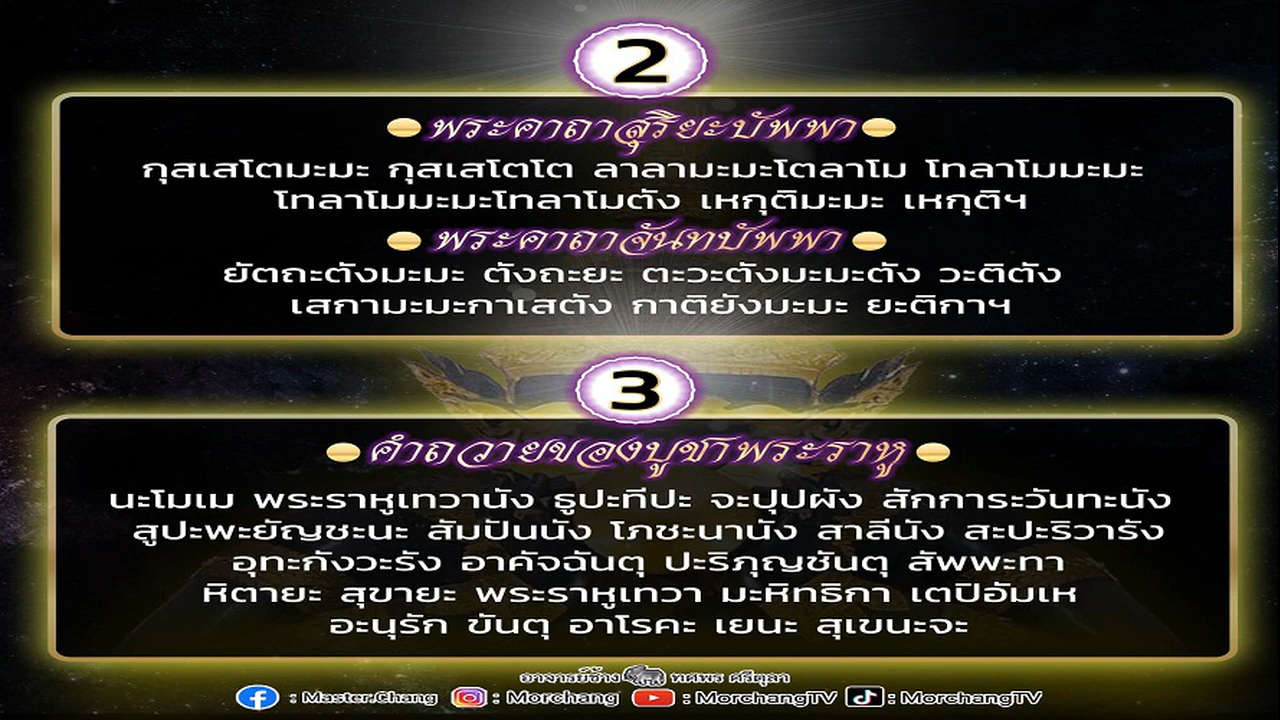 2
พระคาถาสุริยะบัพพา
กุสเสโตมะมะ กุสเสโตโต ลาลามะมะโตลาโม โทลาโมมะมะ
โทลาโมมะมะโทลาโมตัง เหกุติมะมะ เหกุติฯ
พระคาถาจันทบัพพา
ยัตถะตังมะมะ ตังถะยะ ตะวะตังมะมะตัง วะติตัง
เสกามะมะกาเสตัง กาติยังมะมะ ยะติกาฯ
3
คำถวายของบูชาพระราหู
นะโมเม พระราหูเทวานัง ธูปะทีปะ จะปุปผัง สักการะวันทะนัง
สูปะพะยัญชะนะ สัมปันนัง โภชะนานัง สาลีนัง สะปะริวารัง
อุทะกังวะรัง อาคัจฉันตุ ปะริภุญชันตุ สัพพะทา
หิตายะ สุขายะ พระราหูเทวา มะหิทธิกา เตปิอัมเห
อะนุรัก ขันตุ อาโรคะ เยนะ สุเขนะจะ
อาจารย์ช้าง ทศพร ศรีตุลา
: Master.Chang : Morchang : MorchangTV : MorchangTV